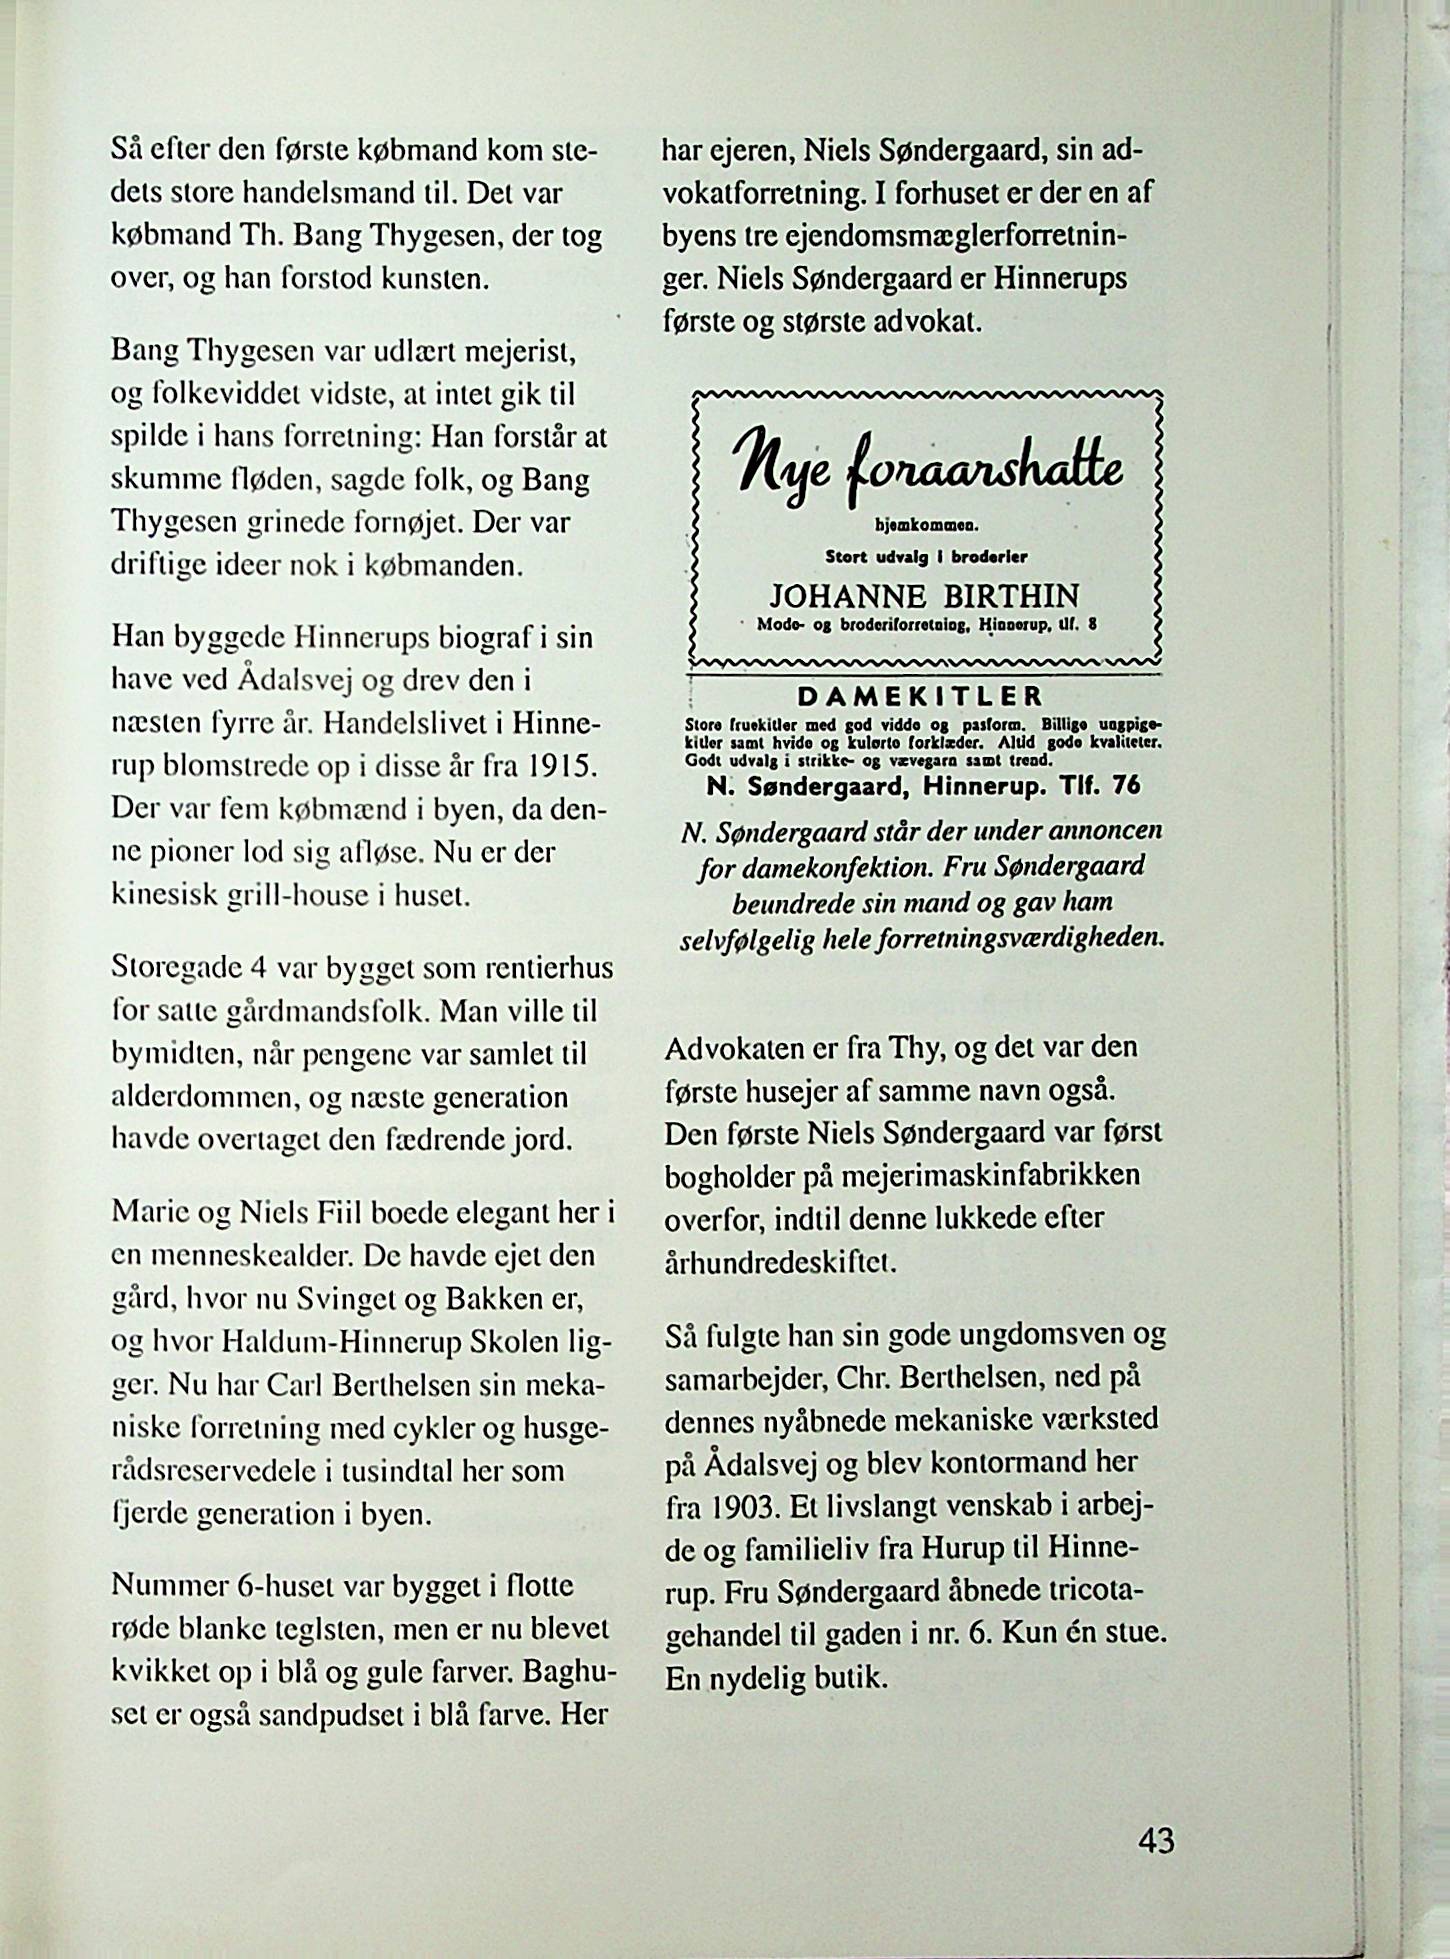 Så efter den første købmand kom ste-
dets store handelsmand til. Det var
købmand Th. Bang Thygesen, der tog
over, og han forstod kunsten.
Bang Thygesen var udlært mejerist,
og folkeviddet vidste, at intet gik til
spilde i hans forretning: Han forstår at
skumme fløden, sagde folk, og Bang
Thygesen grinede fornøjet. Der var
driftige ideer nok i købmanden.
Han byggede Hinnerups biograf i sin
have ved Ådalsvej og drev den i
næsten fyrre år. Handelslivet i Hinne-
rup blomstrede op i disse år fra 1915.
Der var fem købmænd i byen, da den-
ne pioner lod sig afløse. Nu er der
kinesisk grill-house i huset.
Storegade 4 var bygget som rentierhus
for satte gårdmandsfolk. Man ville til
bymidten, når pengene var samlet til
alderdommen, og næste generation
havde overtaget den fædrende jord.
Marie og Niels Fiil boede elegant her i
en menneskealder. De havde ejet den
gård, hvor nu Svinget og Bakken er,
og hvor Haldum-Hinnerup Skolen lig-
ger. Nu har Carl Berthelsen sin meka-
niske forretning med cykler og husge-
rådsreservedele i tusindtal her som
fjerde generation i byen.
Nummer 6-huset var bygget i flotte
røde blanke teglsten, men er nu blevet
kvikket op i blå og gule farver. Baghu-
set er også sandpudset i blå farve. Her
har ejeren, Niels Søndergaard, sin ad-
vokatforretning. I forhuset er der en af
byens tre ejendomsmæglerforretnin-
ger. Niels Søndergaard er Hinnerups
første og største advokat.
Nye foraarshatte
hjemkommen.
Stort udvalg i broderier
JOHANNE BIRTHIN
Mode- og broderiforretning, Hinnerup, tlf. 8
DAMEKITLER
Store fruekitler med god vidde og pasform. Billige ungpige-
kitler samt hvide og kulørte forklæder. Altid gode kvaliteter.
Godt udvalg i strikke- og vævegarn samt trend.
N. Søndergaard, Hinnerup. Tlf. 76
N. Søndergaard står der under annoncen
for damekonfektion. Fru Søndergaard
beundrede sin mand og gav ham
selvfølgelig hele forretningsværdigheden.
Advokaten er fra Thy, og det var den
første husejer af samme navn også.
Den første Niels Søndergaard var først
bogholder på mejerimaskinfabrikken
overfor, indtil denne lukkede efter
århundredeskiftet.
Så fulgte han sin gode ungdomsven og
samarbejder, Chr. Berthelsen, ned på
dennes nyåbnede mekaniske værksted
på Ådalsvej og blev kontormand her
fra 1903. Et livslangt venskab i arbej-
de og familieliv fra Hurup til Hinne-
rup. Fru Søndergaard åbnede tricota-
gehandel til gaden i nr. 6. Kun én stue.
En nydelig butik.
43